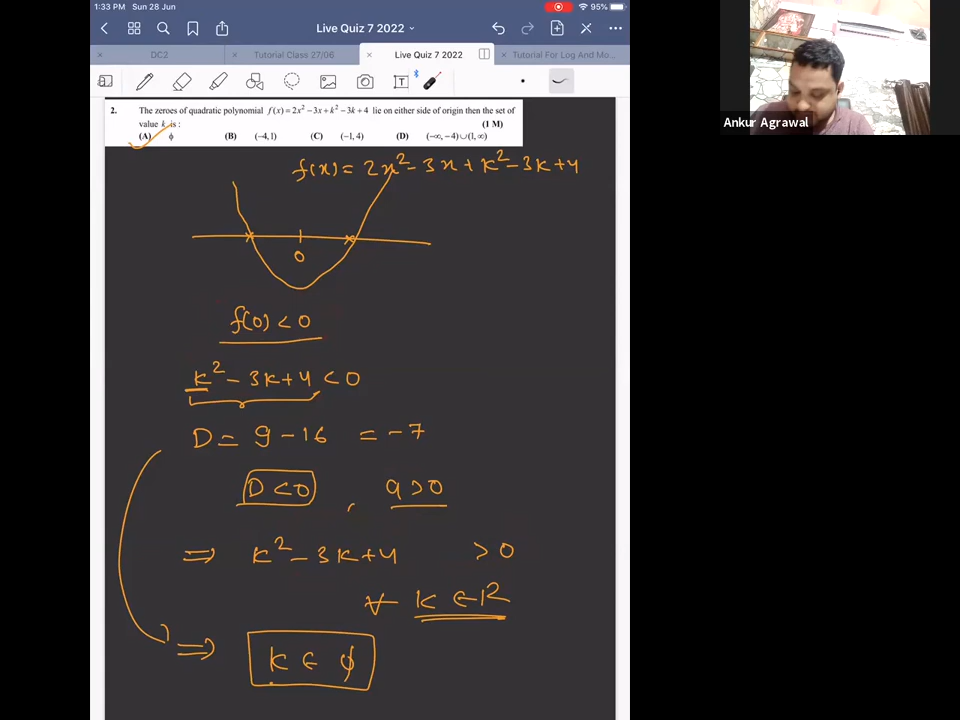 1:33 PM Sun 28 Jun
95%
Live Quiz 7 2022
DC2
Tutorial Class 27/06
Live Quiz 7 2022
Tutorial For Log And Mo...
2. The zeroes of quadratic polynomial f(x) = 2x² − 3x + k² − 3k + 4 lie on either side of origin then the set of
value k, is : (1 M)
(A) ϕ (B) (−4, 1) (C) (−1, 4) (D) (−∞, −4) ∪ (1, ∞)
f(x) = 2x² − 3x + k² − 3k + 4
0
f(0) < 0
k² − 3k + 4 < 0
D = 9 − 16 = −7
D < 0 , a > 0
⇒ k² − 3k + 4 > 0
∀ k ∈ R
⇒ k ∈ ϕ
Ankur Agrawal